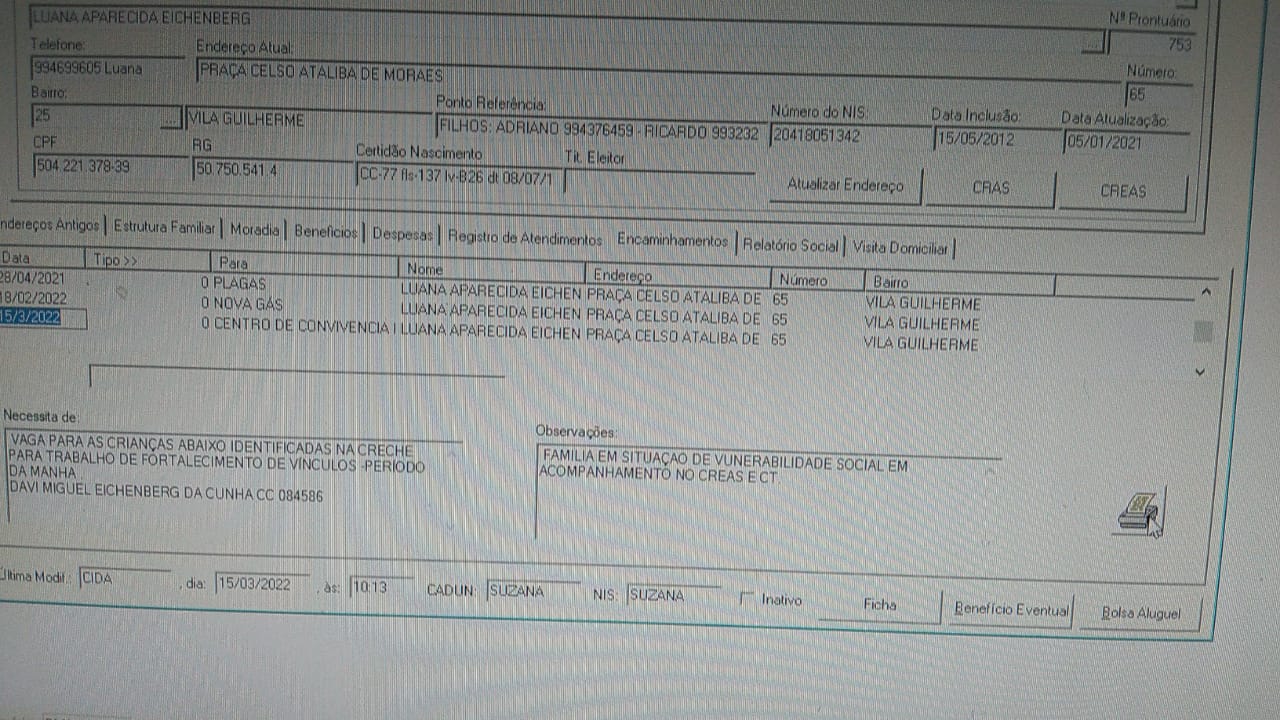 LUANA APARECIDA EICHENBERG
Nº Prontuário
753
Telefone:
Endereço Atual:
994699605 Luana
PRAÇA CELSO ATALIBA DE MORAES
Número:
65
Bairro:
Ponto Referência:
Número do NIS:
Data Inclusão:
Data Atualização:
25
...
VILA GUILHERME
FILHOS: ADRIANO 994376459 - RICARDO 993232
20418051342
15/05/2012
05/01/2021
CPF
RG
Certidão Nascimento
Tit. Eleitor
504.221.378-39
50.750.541.4
CC-77 fls-137 lv-B26 dt 08/07/1
Atualizar Endereço
CRAS
CREAS
ndereços Antigos
Estrutura Familiar
Moradia
Benefícios
Despesas
Registro de Atendimentos
Encaminhamentos
Relatório Social
Visita Domiciliar
Data
Tipo >>
Para
Nome
Endereço
Número
Bairro
28/04/2021 0 PLAGAS LUANA APARECIDA EICHEN PRAÇA CELSO ATALIBA DE 65 VILA GUILHERME
18/02/2022 0 NOVA GÁS LUANA APARECIDA EICHEN PRAÇA CELSO ATALIBA DE 65 VILA GUILHERME
15/3/2022 0 CENTRO DE CONVIVENCIA I LUANA APARECIDA EICHEN PRAÇA CELSO ATALIBA DE 65 VILA GUILHERME
Necessita de:
VAGA PARA AS CRIANÇAS ABAIXO IDENTIFICADAS NA CRECHE
PARA TRABALHO DE FORTALECIMENTO DE VÍNCULOS -PERÍODO
DA MANHA .
DAVI MIGUEL EICHENBERG DA CUNHA CC 084586
Observações:
FAMILIA EM SITUAÇAO DE VUNERABILIDADE SOCIAL EM
ACOMPANHAMENTO NO CREAS E CT.
Última Modif.: CIDA , dia: 15/03/2022 , às: 10:13 CADUN: SUZANA NIS: SUZANA Inativo
Ficha
Benefício Eventual
Bolsa Aluguel